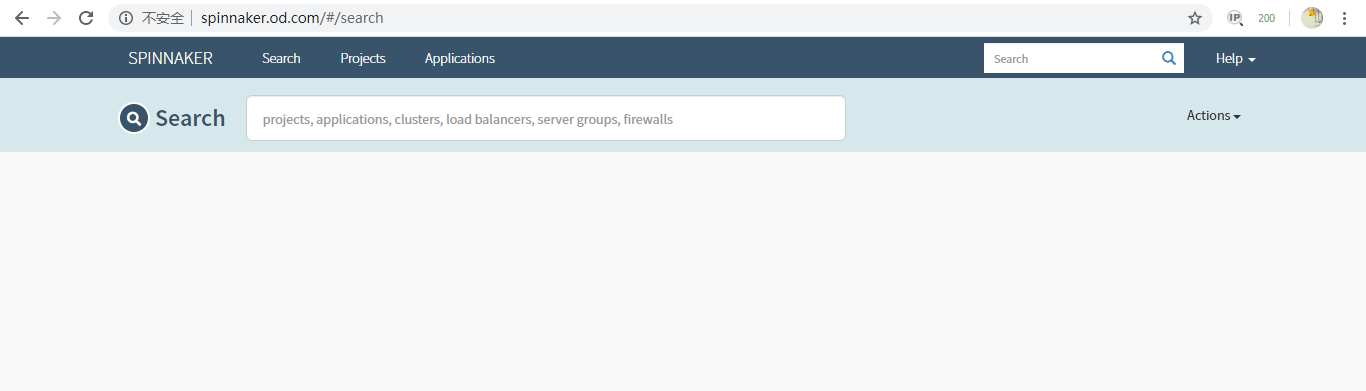 不安全 spinnaker.od.com/#/search IP 200
SPINNAKER Search Projects Applications Search Help
Search projects, applications, clusters, load balancers, server groups, firewalls Actions